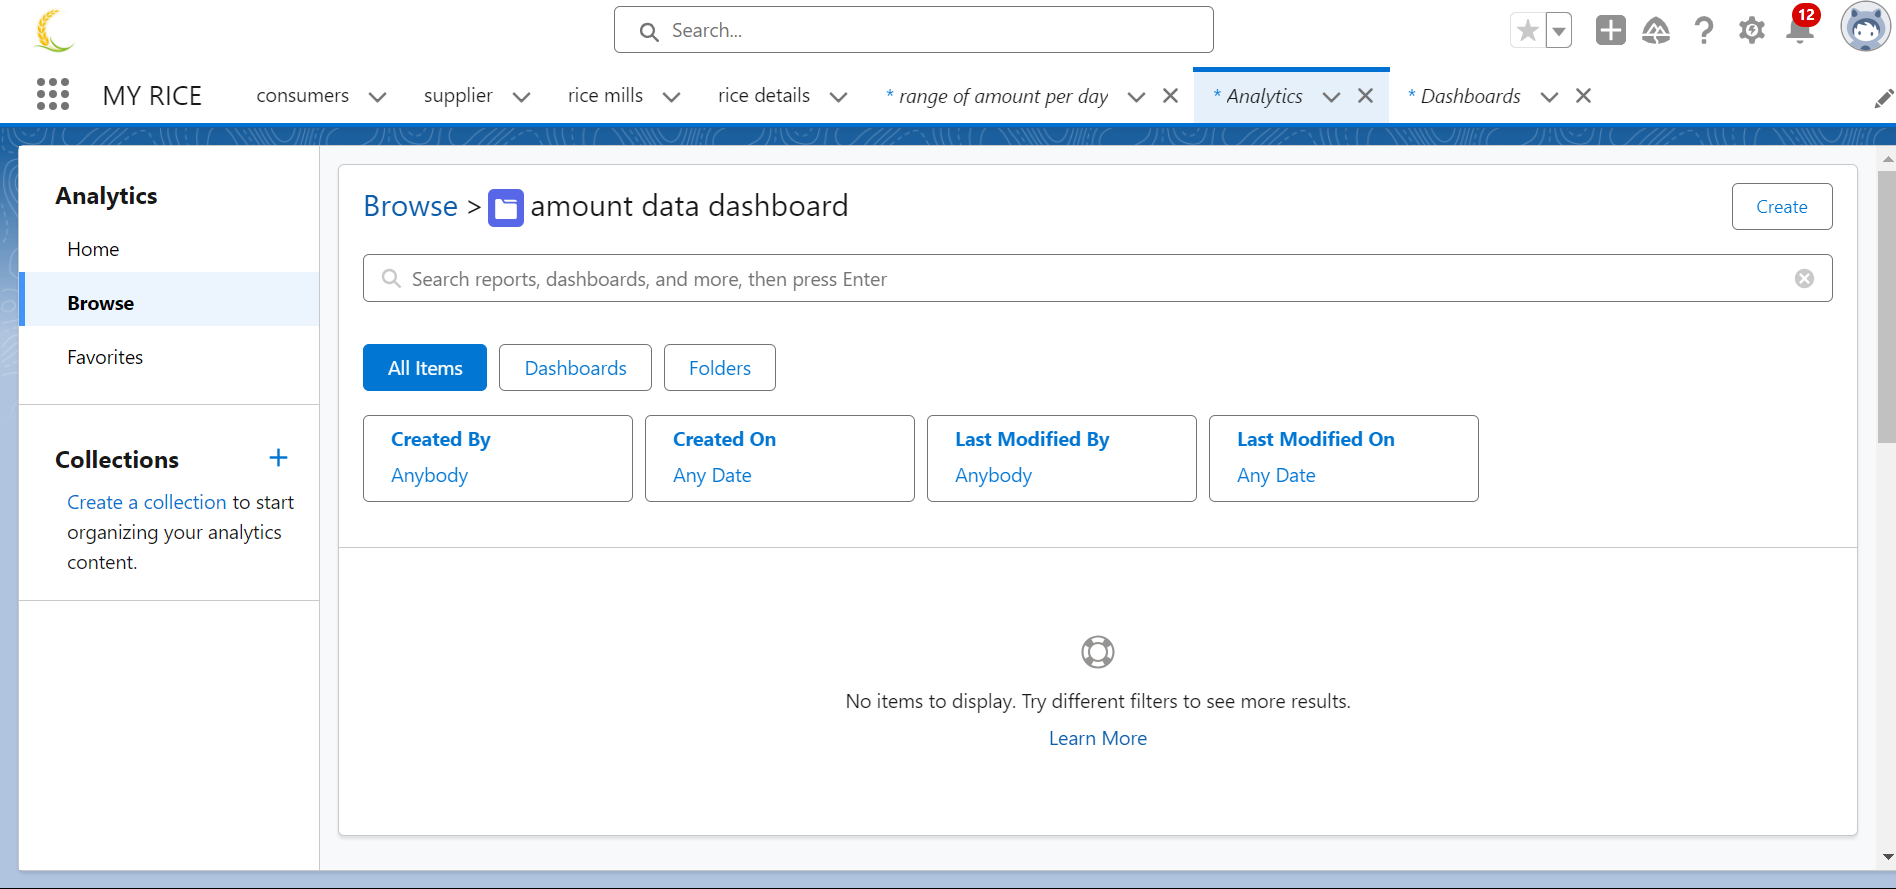 Search...
12
MY RICE
consumers
supplier
rice mills
rice details
* range of amount per day
* Analytics
* Dashboards
Analytics
Home
Browse
Favorites
Collections
Create a collection to start
organizing your analytics
content.
Browse > amount data dashboard
Create
Search reports, dashboards, and more, then press Enter
All Items
Dashboards
Folders
Created By
Anybody
Created On
Any Date
Last Modified By
Anybody
Last Modified On
Any Date
No items to display. Try different filters to see more results.
Learn More